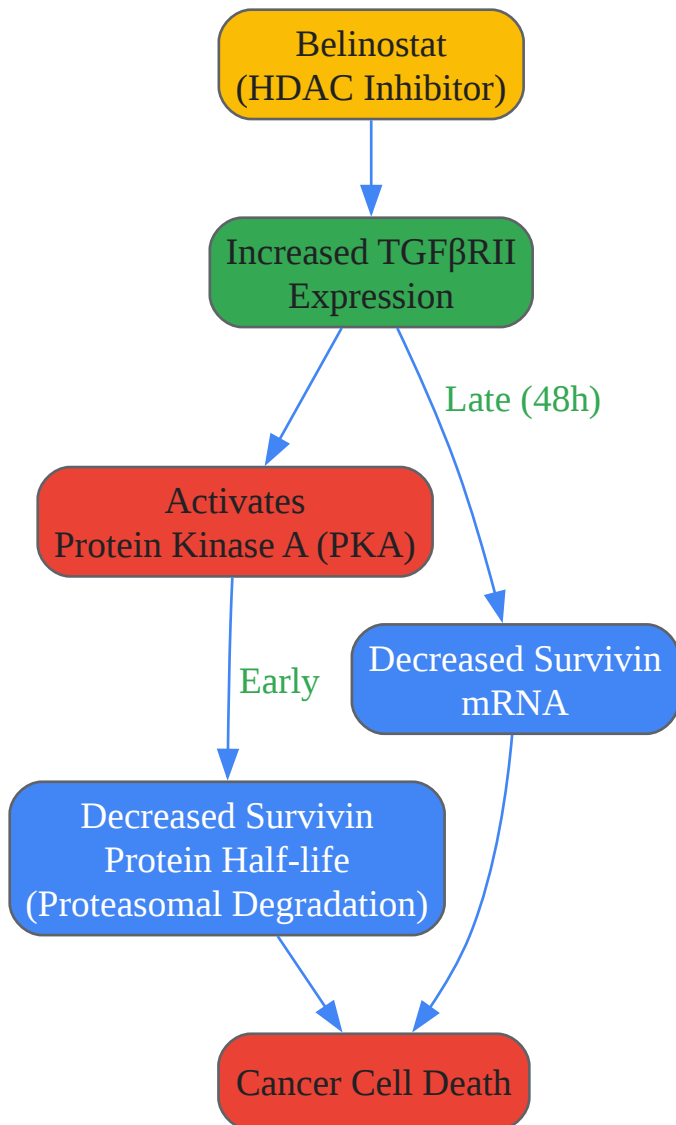 Belinostat
(HDAC Inhibitor)
Increased TGFβRII
Expression
Late (48h)
Activates
Protein Kinase A (PKA)
Decreased Survivin
mRNA
Early
Decreased Survivin
Protein Half-life
(Proteasomal Degradation)
Cancer Cell Death